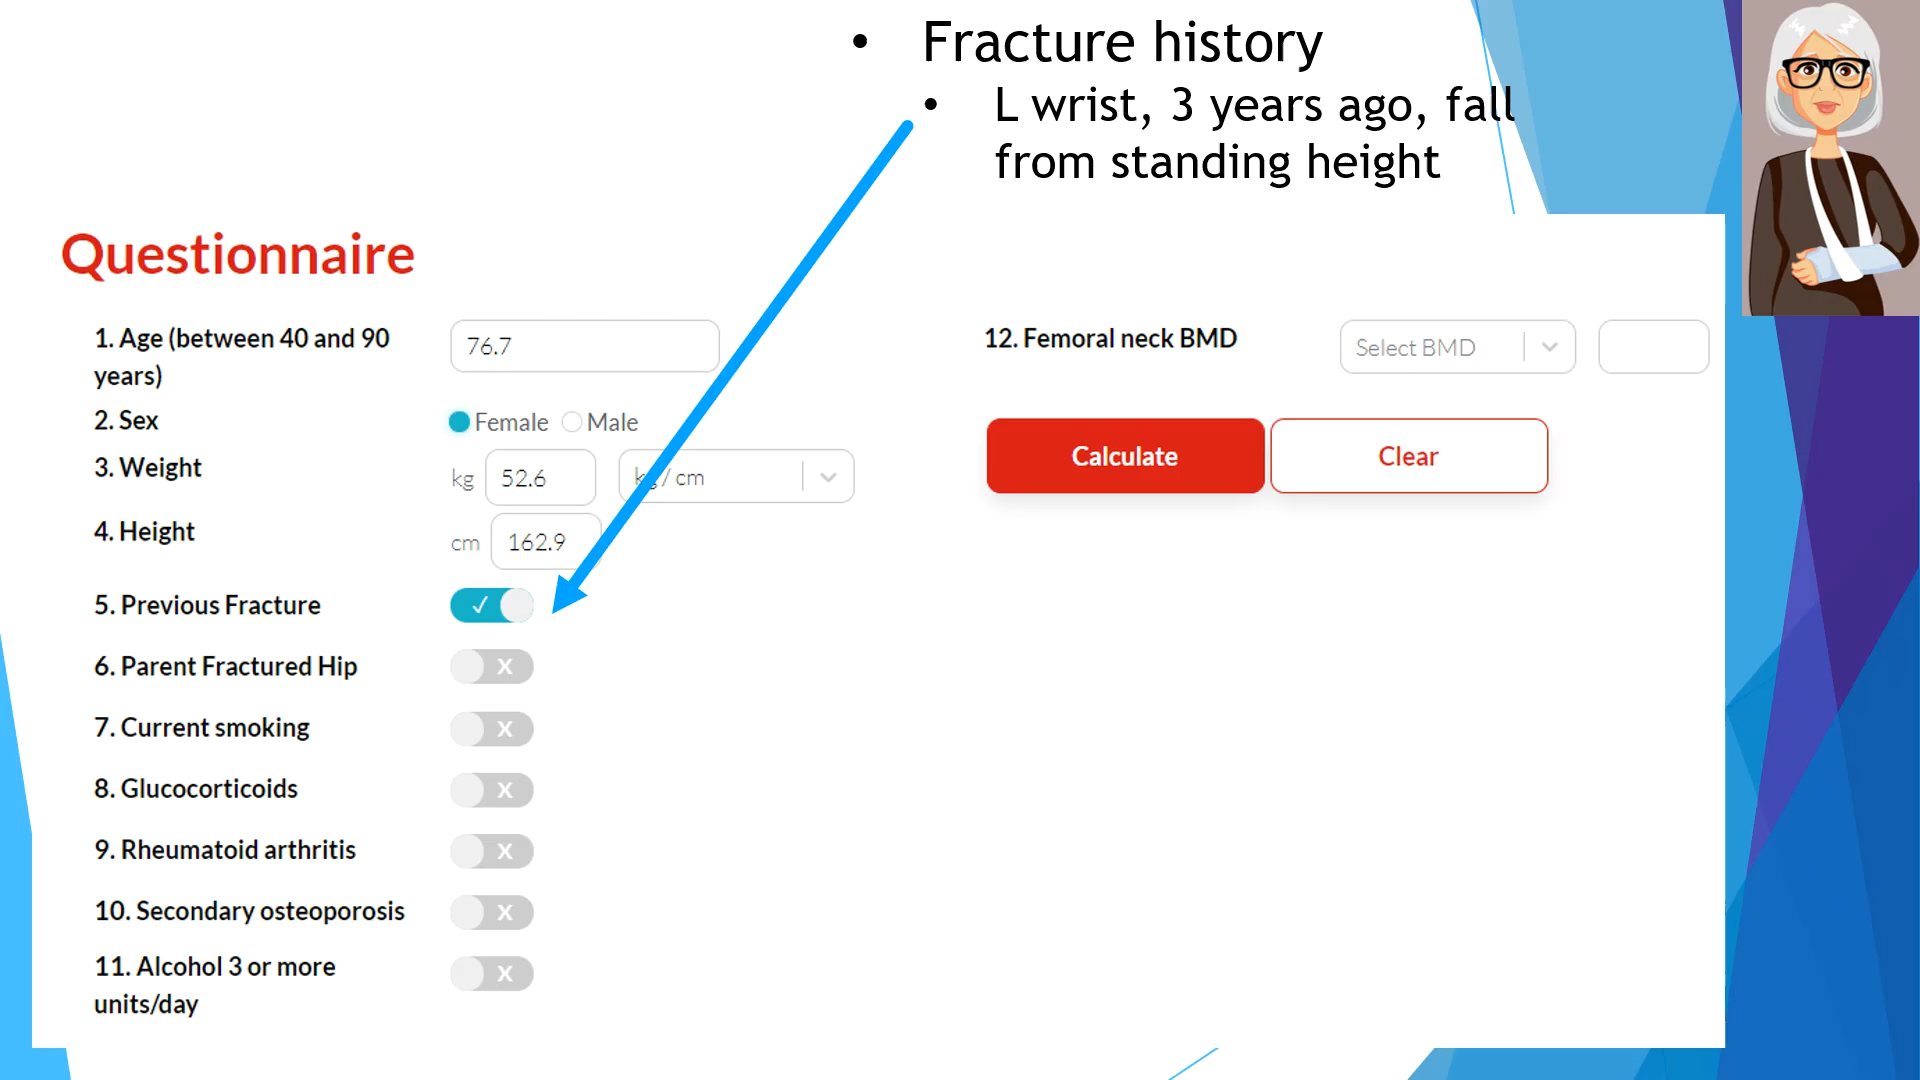 • Fracture history
• L wrist, 3 years ago, fall
from standing height
Questionnaire
1. Age (between 40 and 90
years)
76.7
2. Sex
Female Male
3. Weight
kg 52.6 kg / cm
4. Height
cm 162.9
5. Previous Fracture
✓
6. Parent Fractured Hip
X
7. Current smoking
X
8. Glucocorticoids
X
9. Rheumatoid arthritis
X
10. Secondary osteoporosis
X
11. Alcohol 3 or more
units/day
X
12. Femoral neck BMD
Select BMD
Calculate
Clear